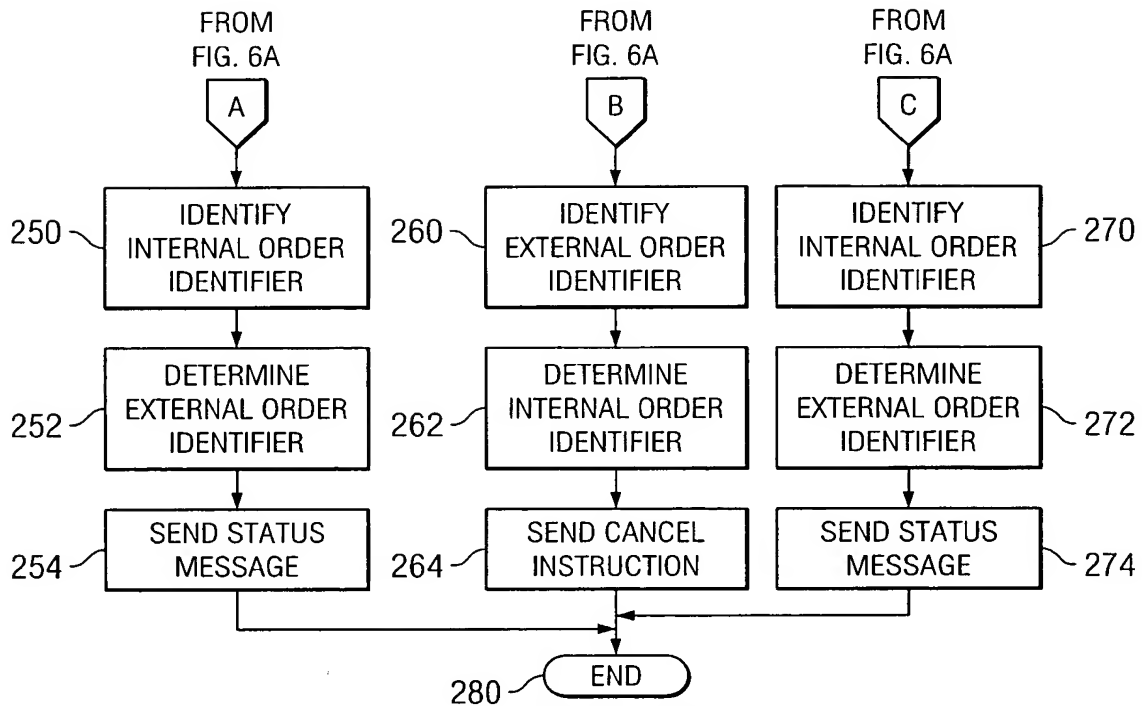 FROM
FIG. 6A
A
FROM
FIG. 6A
B
FROM
FIG. 6A
C
250
IDENTIFY
INTERNAL ORDER
IDENTIFIER
260
IDENTIFY
EXTERNAL ORDER
IDENTIFIER
IDENTIFY
INTERNAL ORDER
IDENTIFIER
270
252
DETERMINE
EXTERNAL ORDER
IDENTIFIER
262
DETERMINE
INTERNAL ORDER
IDENTIFIER
DETERMINE
EXTERNAL ORDER
IDENTIFIER
272
254
SEND STATUS
MESSAGE
264
SEND CANCEL
INSTRUCTION
SEND STATUS
MESSAGE
274
280
END